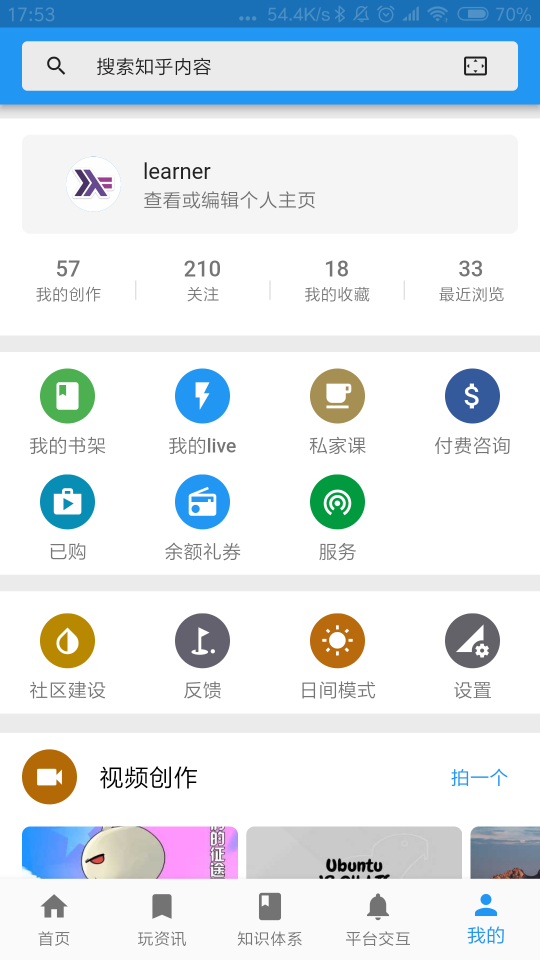 17:53 ... 54.4K/s 70%
搜索知乎内容
learner
查看或编辑个人主页
57 210 18 33
我的创作 关注 我的收藏 最近浏览
我的书架 我的live 私家课 付费咨询
已购 余额礼券 服务
社区建设 反馈 日间模式 设置
视频创作 拍一个
的征途
Ubuntu
首页 玩资讯 知识体系 平台交互 我的